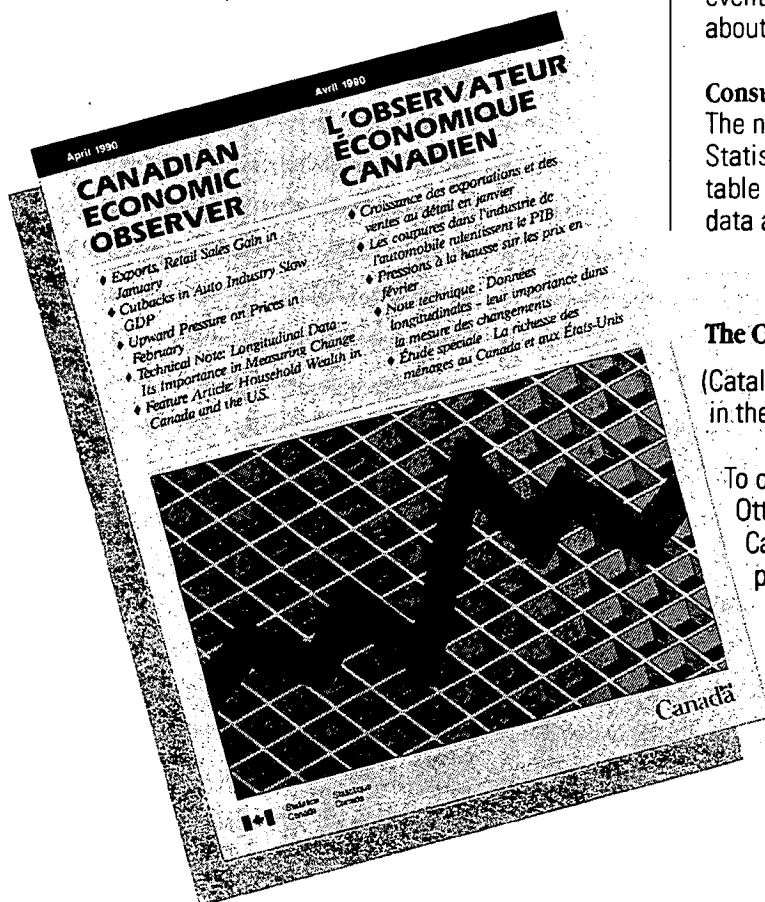 April 1990
Avril 1990
CANADIAN
ECONOMIC
OBSERVER
♦ Exports, Retail Sales Gain in
January
♦ Cutbacks in Auto Industry Slow
GDP
♦ Upward Pressure on Prices in
February
♦ Technical Note: Longitudinal Data –
Its Importance in Measuring Change
♦ Feature Article: Household Wealth in
Canada and the U.S.
L'OBSERVATEUR
ÉCONOMIQUE
CANADIEN
♦ Croissance des exportations et des
ventes au détail en janvier
♦ Les coupures dans l'industrie de
l'automobile ralentissent le PIB
♦ Pressions à la hausse sur les prix en
février
♦ Note technique : Données
longitudinales – leur importance dans
la mesure des changements
♦ Étude spéciale : La richesse des
ménages au Canada et aux États-Unis
Canada
Statistics
Canada
Statistique
Canada
about
Consu
The n
Statis
table
data a
The C
(Catal
in the
To o
Ott
Ca
p